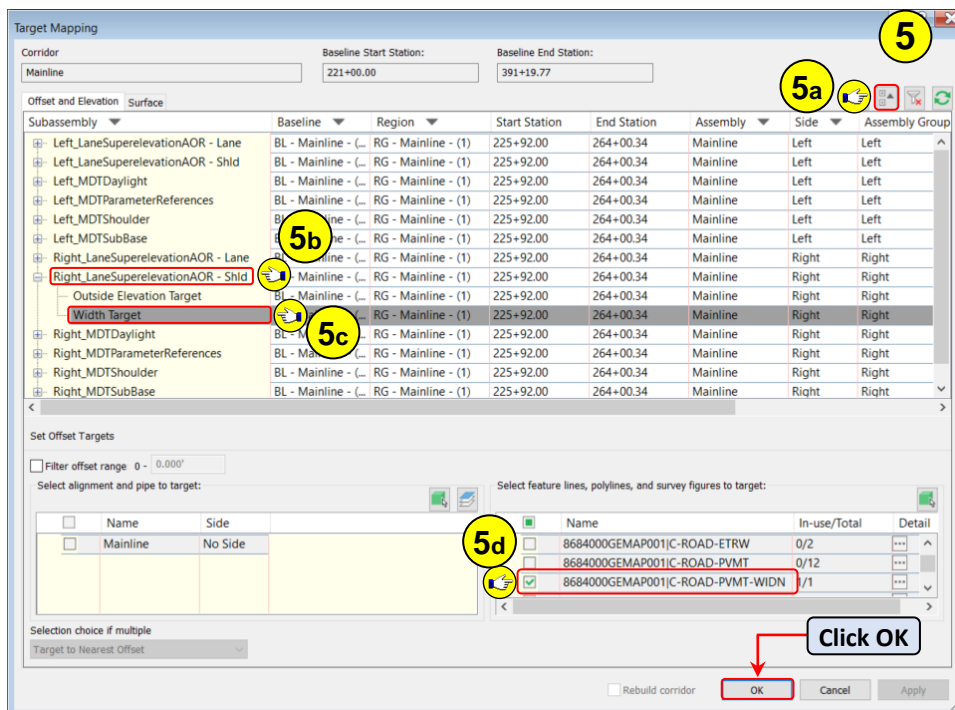 Target Mapping
5
Corridor Baseline Start Station: Baseline End Station:
Mainline 221+00.00 391+19.77
5a
Offset and Elevation Surface
Subassembly Baseline Region Start Station End Station Assembly Side Assembly Group
Left_LaneSuperelevationAOR - Lane BL - Mainline - (... RG - Mainline - (1) 225+92.00 264+00.34 Mainline Left Left
Left_LaneSuperelevationAOR - Shld BL - Mainline - (... RG - Mainline - (1) 225+92.00 264+00.34 Mainline Left Left
Left_MDTDaylight BL - Mainline - (... RG - Mainline - (1) 225+92.00 264+00.34 Mainline Left Left
Left_MDTParameterReferences BL - Mainline - (... RG - Mainline - (1) 225+92.00 264+00.34 Mainline Left Left
Left_MDTShoulder BL - Mainline - (... RG - Mainline - (1) 225+92.00 264+00.34 Mainline Left Left
Left_MDTSubBase - Mainline - (... RG - Mainline - (1) 225+92.00 264+00.34 Mainline Left Left
5b
Right_LaneSuperelevationAOR - Lane BL - Mainline - (... RG - Mainline - (1) 225+92.00 264+00.34 Mainline Right Right
Right_LaneSuperelevationAOR - Shld - Mainline - (... RG - Mainline - (1) 225+92.00 264+00.34 Mainline Right Right
Outside Elevation Target BL - Mainline - (... RG - Mainline - (1) 225+92.00 264+00.34 Mainline Right Right
Width Target RG - Mainline - (1) 225+92.00 264+00.34 Mainline Right Right
5c
Right_MDTDaylight BL - RG - Mainline - (1) 225+92.00 264+00.34 Mainline Right Right
Right_MDTParameterReferences BL - Mainline - (... RG - Mainline - (1) 225+92.00 264+00.34 Mainline Right Right
Right_MDTShoulder BL - Mainline - (... RG - Mainline - (1) 225+92.00 264+00.34 Mainline Right Right
Right_MDTSubBase BL - Mainline - (... RG - Mainline - (1) 225+92.00 264+00.34 Mainline Right Right
Set Offset Targets
Filter offset range 0 - 0.000'
Select alignment and pipe to target: Select feature lines, polylines, and survey figures to target:
Name Side Name In-use/Total Detail
5d
Mainline No Side 8684000GEMAP001|C-ROAD-ETRW 0/2 ...
8684000GEMAP001|C-ROAD-PVMT 0/12 ...
8684000GEMAP001|C-ROAD-PVMT-WIDN 1/1 ...
Selection choice if multiple
Target to Nearest Offset
Click OK
Rebuild corridor OK Cancel Apply